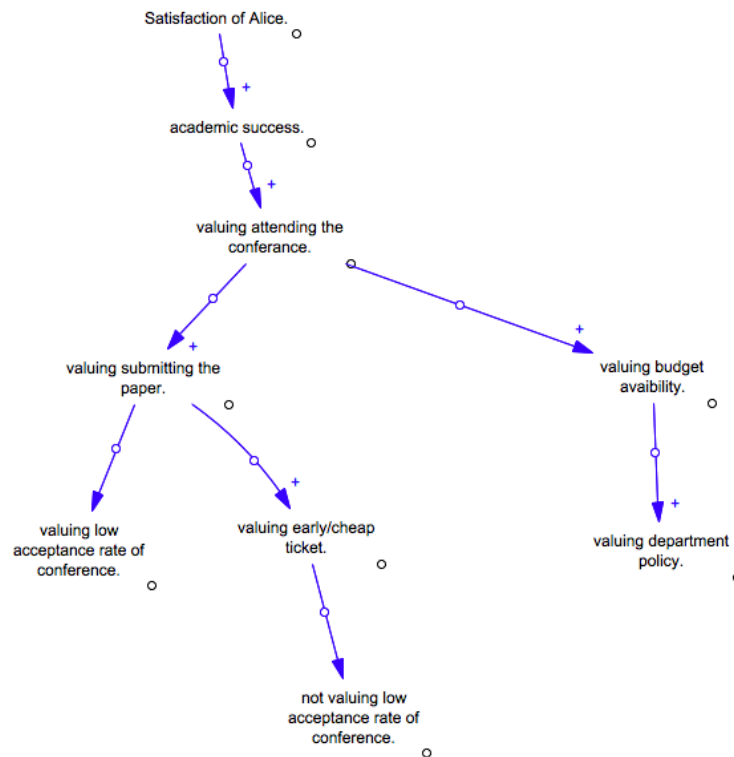 Satisfaction of Alice.
+
academic success.
+
valuing attending the
conferance.
+
+
valuing submitting the
paper.
valuing budget
avaibility.
+
+
valuing low
acceptance rate of
conference.
valuing early/cheap
ticket.
valuing department
policy.
not valuing low
acceptance rate of
conference.